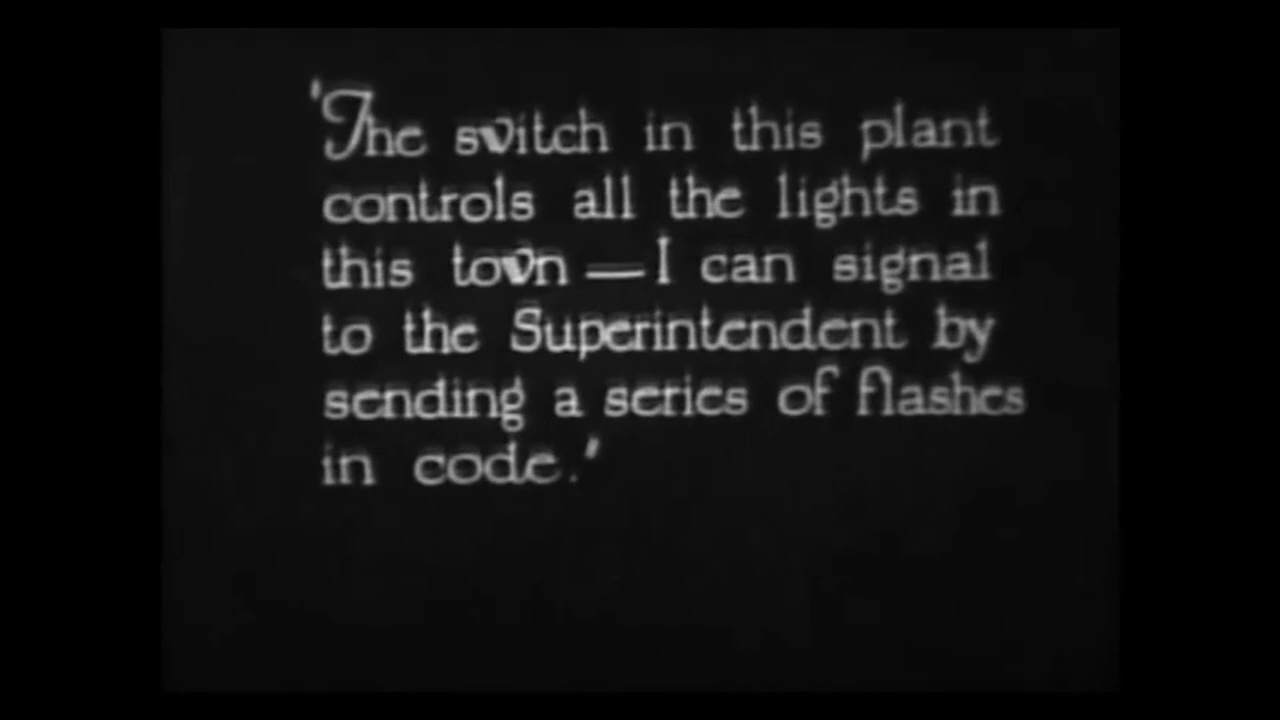 'The switch in this plant
controls all the lights in
this town — I can signal
to the Superintendent by
sending a series of flashes
in code.'